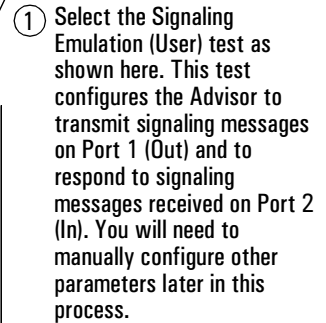 1 Select the Signaling
Emulation (User) test as
shown here. This test
configures the Advisor to
transmit signaling messages
on Port 1 (Out) and to
respond to signaling
messages received on Port 2
(In). You will need to
manually configure other
parameters later in this
process.